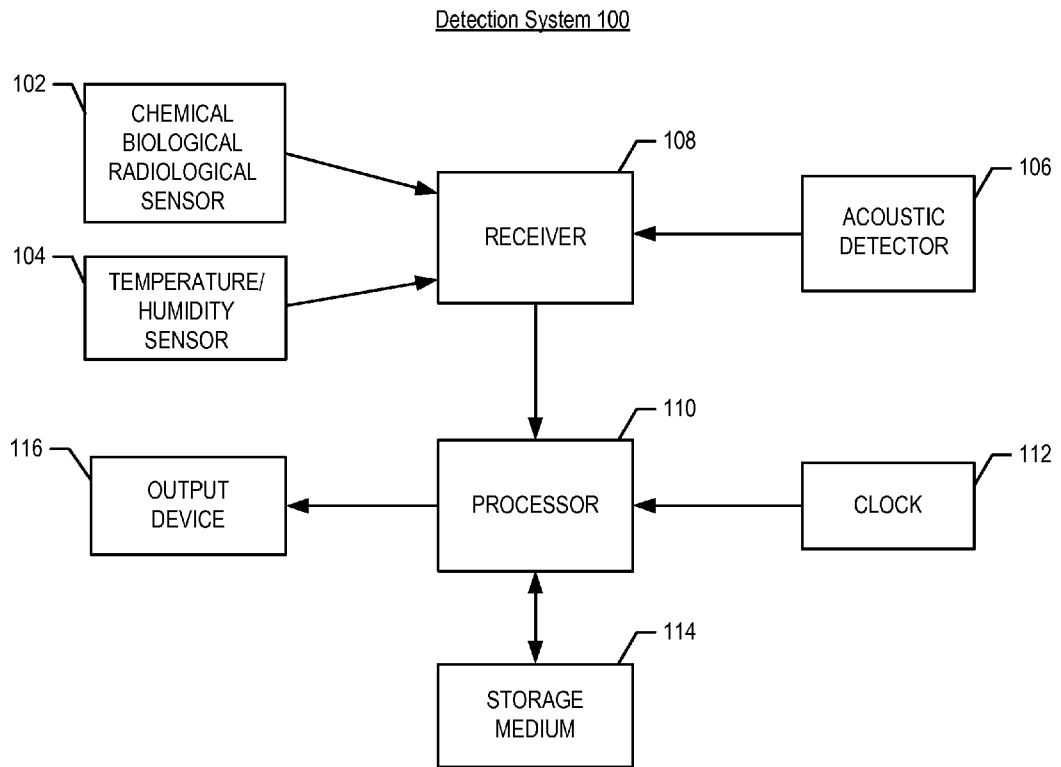 Detection System 100
102
CHEMICAL
BIOLOGICAL
RADIOLOGICAL
SENSOR
108
RECEIVER
106
ACOUSTIC
DETECTOR
104
TEMPERATURE/
HUMIDITY
SENSOR
116
OUTPUT
DEVICE
110
PROCESSOR
112
CLOCK
114
STORAGE
MEDIUM